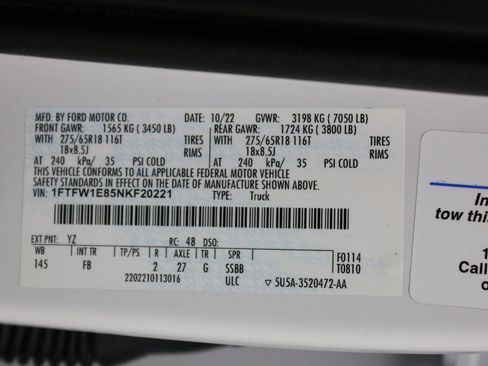 MFD. BY FORD MOTOR CO. 10/22 GVWR: 3198 KG ( 7050 LB)
FRONT GAWR: 1565 KG ( 3450 LB) REAR GAWR: 1724 KG ( 3800 LB)
WITH 275/65R18 116T TIRES WITH 275/65R18 116T TIRES
18x8.5J RIMS 18x8.5J RIMS
AT 240 kPa/ 35 PSI COLD AT 240 kPa/ 35 PSI COLD
THIS VEHICLE CONFORMS TO ALL APPLICABLE FEDERAL MOTOR VEHICLE
SAFETY STANDARDS IN EFFECT ON THE DATE OF MANUFACTURE SHOWN ABOVE.
VIN: 1FTFW1E85NKF20221 TYPE: Truck
EXT PNT: YZ RC: 48 DSO:
WB BRK INT TR TP/PS R AXLE TR SPR F0114
145 FB 2 27 G SSBB T0810
2202210113016 ULC ▽ 5U5A-3520472-AA
In
tow this
1
Call
o